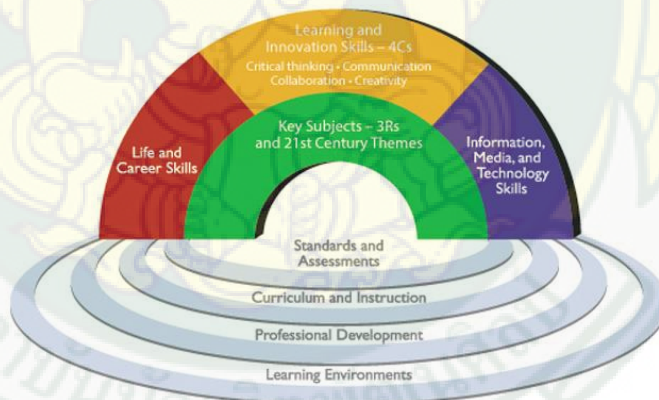 Learning and
Innovation Skills – 4Cs
Critical thinking • Communication
Collaboration • Creativity
Key Subjects – 3Rs
and 21st Century Themes
Life and
Career Skills
Information,
Media, and
Technology
Skills
Standards and
Assessments
Curriculum and Instruction
Professional Development
Learning Environments